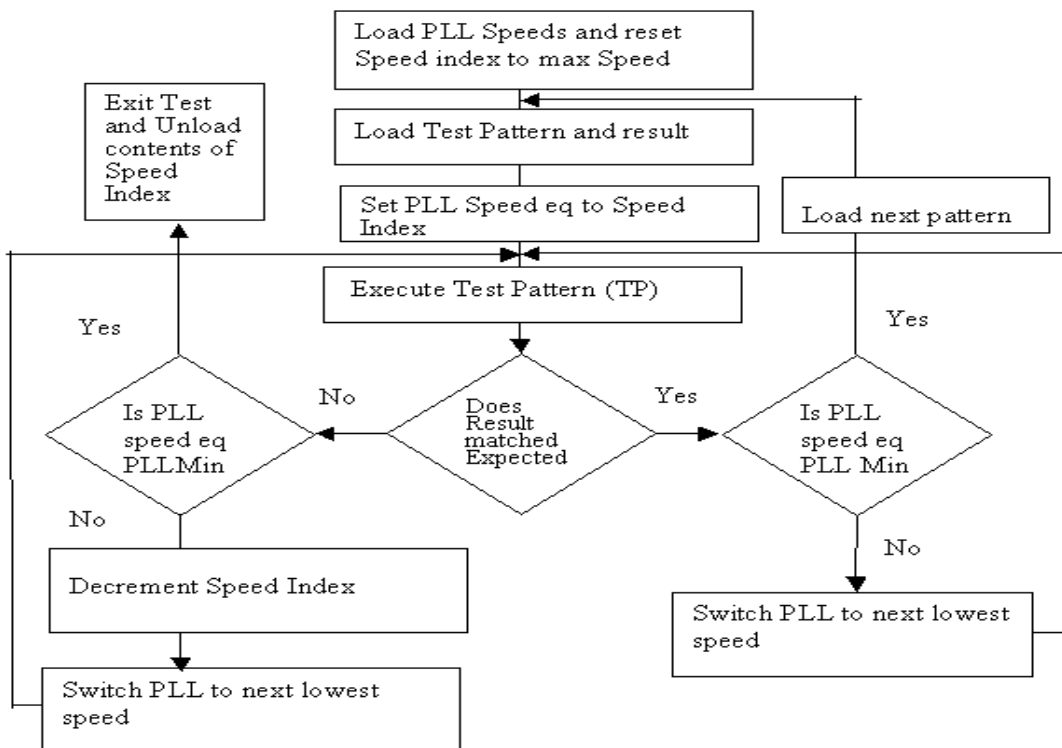 Load PLL Speeds and reset
Speed index to max Speed
Exit Test
and Unload
contents of
Speed
Index
Load Test Pattern and result
Set PLL Speed eq to Speed
Index
Load next pattern
Execute Test Pattern (TP)
Yes
Yes
No
Yes
Is PLL
speed eq
PLLMin
Does
Result
matched
Expected
Is PLL
speed eq
PLL Min
No
No
Decrement Speed Index
Switch PLL to next lowest
speed
Switch PLL to next lowest
speed